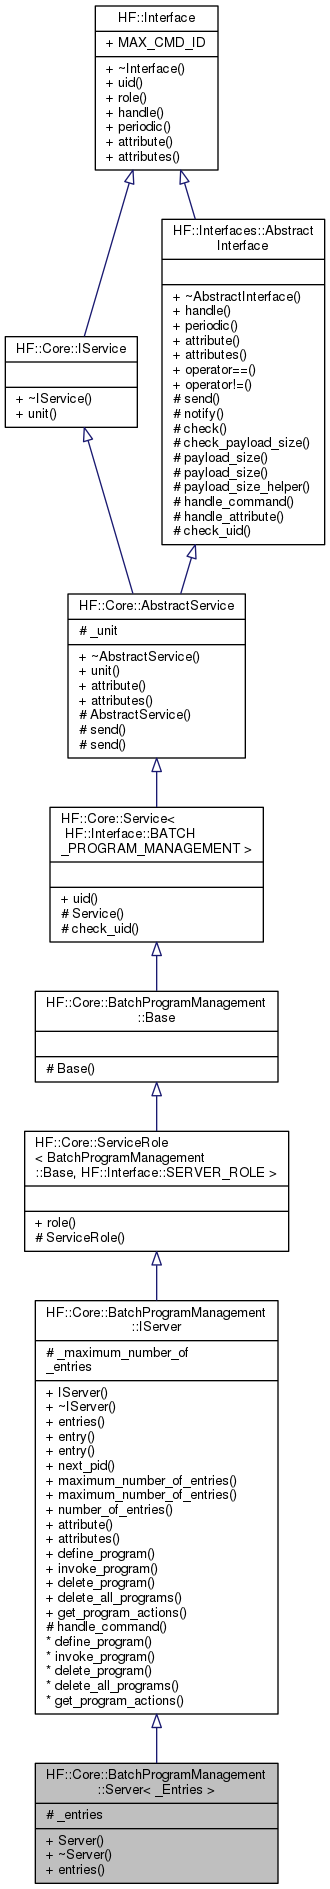 HF::Interface
+ MAX_CMD_ID
+ ~Interface()
+ uid()
+ role()
+ handle()
+ periodic()
+ attribute()
+ attributes()
HF::Interfaces::Abstract
Interface
+ ~AbstractInterface()
+ handle()
+ periodic()
+ attribute()
+ attributes()
+ operator==()
+ operator!=()
# send()
# notify()
# check()
# check_payload_size()
# payload_size()
# payload_size()
# payload_size_helper()
# handle_command()
# handle_attribute()
# check_uid()
HF::Core::IService
+ ~IService()
+ unit()
HF::Core::AbstractService
# _unit
+ ~AbstractService()
+ unit()
+ attribute()
+ attributes()
# AbstractService()
# send()
# send()
HF::Core::Service<
HF::Interface::BATCH
_PROGRAM_MANAGEMENT >
+ uid()
# Service()
# check_uid()
HF::Core::BatchProgramManagement
::Base
# Base()
HF::Core::ServiceRole
< BatchProgramManagement
::Base, HF::Interface::SERVER_ROLE >
+ role()
# ServiceRole()
HF::Core::BatchProgramManagement
::IServer
# _maximum_number_of
_entries
+ IServer()
+ ~IServer()
+ entries()
+ entry()
+ entry()
+ next_pid()
+ maximum_number_of_entries()
+ maximum_number_of_entries()
+ number_of_entries()
+ attribute()
+ attributes()
+ define_program()
+ invoke_program()
+ delete_program()
+ delete_all_programs()
+ get_program_actions()
# handle_command()
* define_program()
* invoke_program()
* delete_program()
* delete_all_programs()
* get_program_actions()
HF::Core::BatchProgramManagement
::Server< _Entries >
# _entries
+ Server()
+ ~Server()
+ entries()